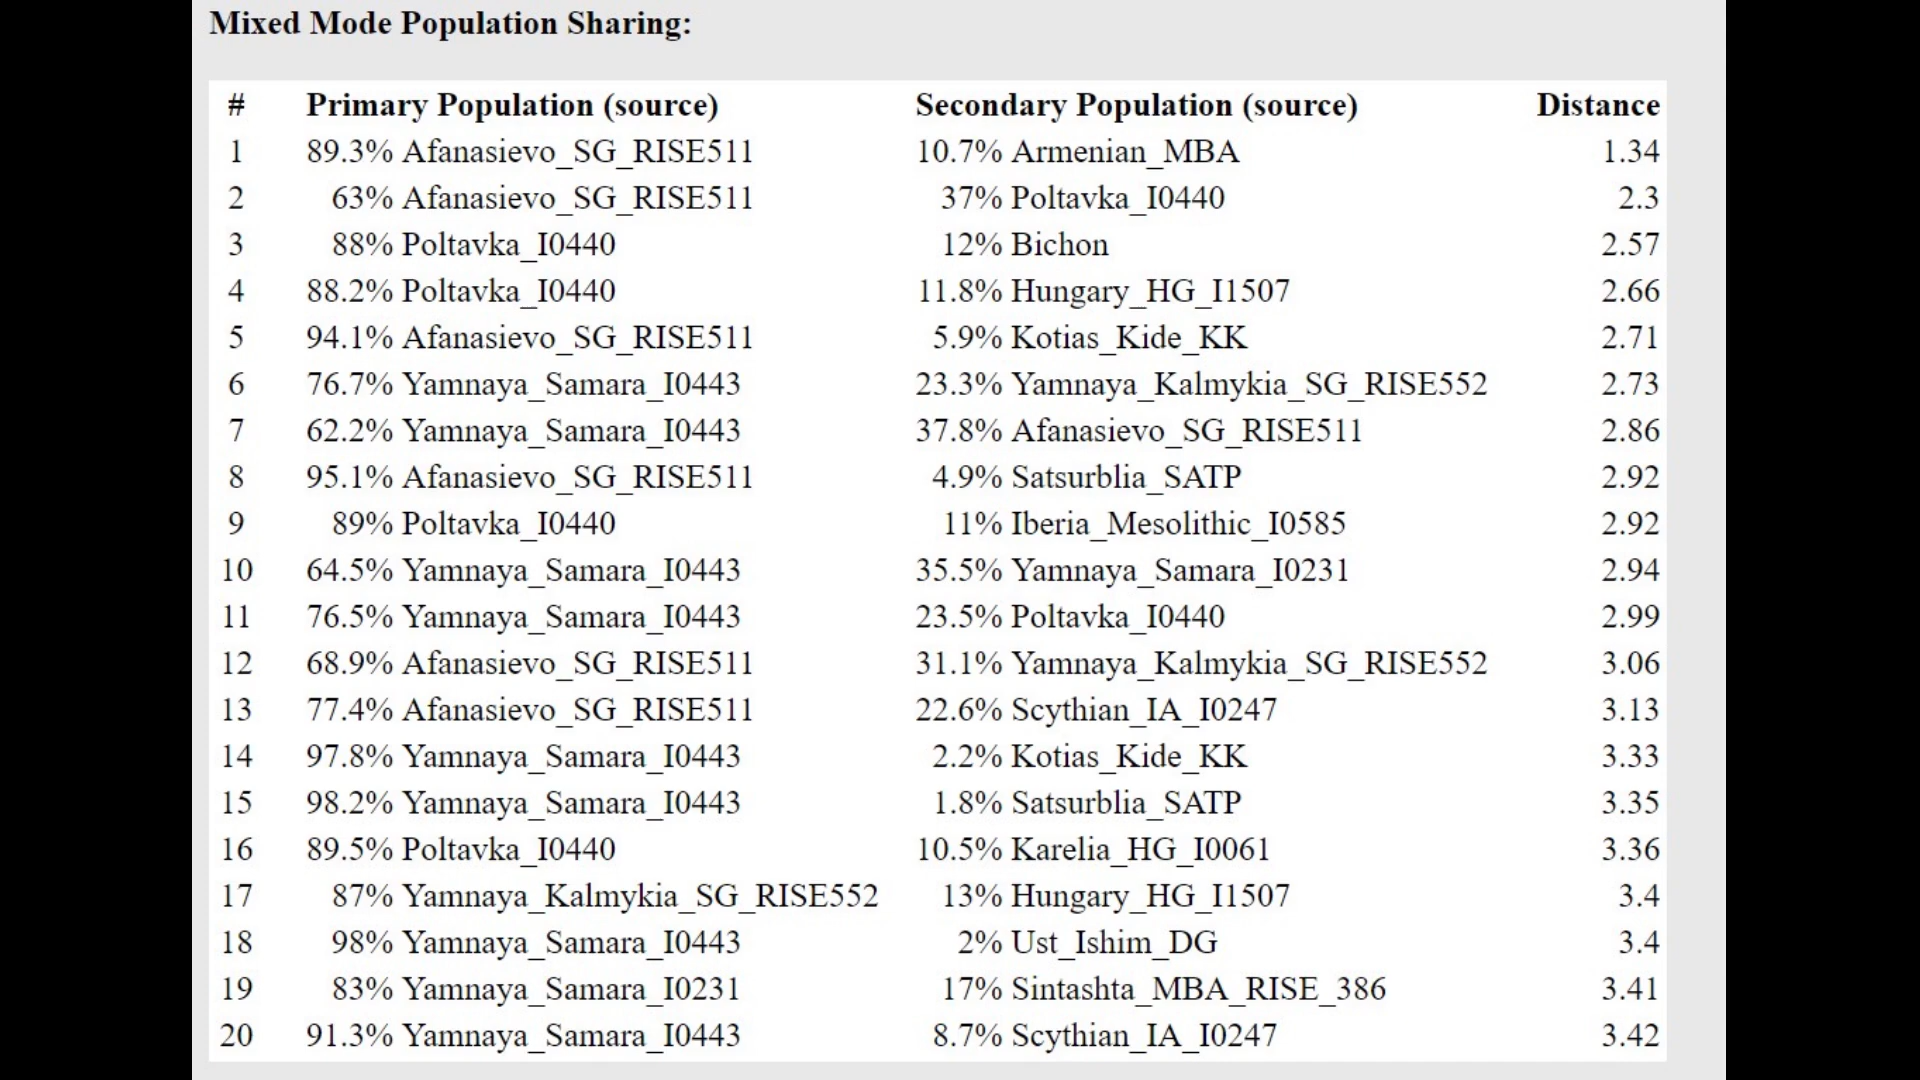 Mixed Mode Population Sharing:
# Primary Population (source) Secondary Population (source) Distance
1 89.3% Afanasievo_SG_RISE511 10.7% Armenian_MBA 1.34
2 63% Afanasievo_SG_RISE511 37% Poltavka_I0440 2.3
3 88% Poltavka_I0440 12% Bichon 2.57
4 88.2% Poltavka_I0440 11.8% Hungary_HG_I1507 2.66
5 94.1% Afanasievo_SG_RISE511 5.9% Kotias_Kide_KK 2.71
6 76.7% Yamnaya_Samara_I0443 23.3% Yamnaya_Kalmykia_SG_RISE552 2.73
7 62.2% Yamnaya_Samara_I0443 37.8% Afanasievo_SG_RISE511 2.86
8 95.1% Afanasievo_SG_RISE511 4.9% Satsurblia_SATP 2.92
9 89% Poltavka_I0440 11% Iberia_Mesolithic_I0585 2.92
10 64.5% Yamnaya_Samara_I0443 35.5% Yamnaya_Samara_I0231 2.94
11 76.5% Yamnaya_Samara_I0443 23.5% Poltavka_I0440 2.99
12 68.9% Afanasievo_SG_RISE511 31.1% Yamnaya_Kalmykia_SG_RISE552 3.06
13 77.4% Afanasievo_SG_RISE511 22.6% Scythian_IA_I0247 3.13
14 97.8% Yamnaya_Samara_I0443 2.2% Kotias_Kide_KK 3.33
15 98.2% Yamnaya_Samara_I0443 1.8% Satsurblia_SATP 3.35
16 89.5% Poltavka_I0440 10.5% Karelia_HG_I0061 3.36
17 87% Yamnaya_Kalmykia_SG_RISE552 13% Hungary_HG_I1507 3.4
18 98% Yamnaya_Samara_I0443 2% Ust_Ishim_DG 3.4
19 83% Yamnaya_Samara_I0231 17% Sintashta_MBA_RISE_386 3.41
20 91.3% Yamnaya_Samara_I0443 8.7% Scythian_IA_I0247 3.42